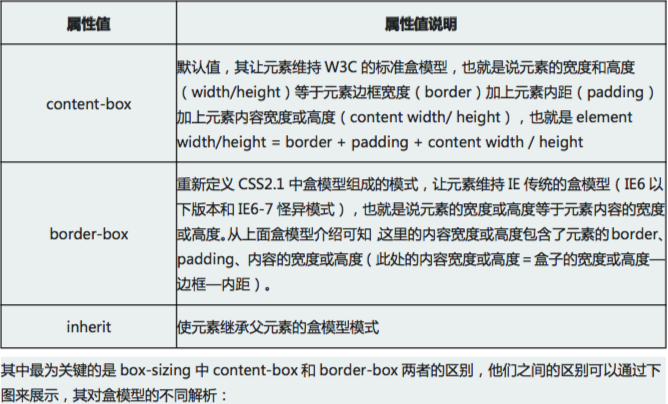 属性值 属性值说明
默认值，其让元素维持 W3C 的标准盒模型，也就是说元素的宽度和高度
（width/height）等于元素边框宽度（border）加上元素内距（padding）
content-box 加上元素内容宽度或高度（content width/ height），也就是 element
width/height = border + padding + content width / height
重新定义 CSS2.1 中盒模型组成的模式，让元素维持 IE 传统的盒模型（IE6 以
下版本和 IE6-7 怪异模式），也就是说元素的宽度或高度等于元素内容的宽度
border-box 或高度。从上面盒模型介绍可知，这里的内容宽度或高度包含了元素的 border、
padding、内容的宽度或高度（此处的内容宽度或高度＝盒子的宽度或高度—
边框—内距）。
inherit 使元素继承父元素的盒模型模式
其中最为关键的是 box-sizing 中 content-box 和 border-box 两者的区别，他们之间的区别可以通过下
图来展示，其对盒模型的不同解析：